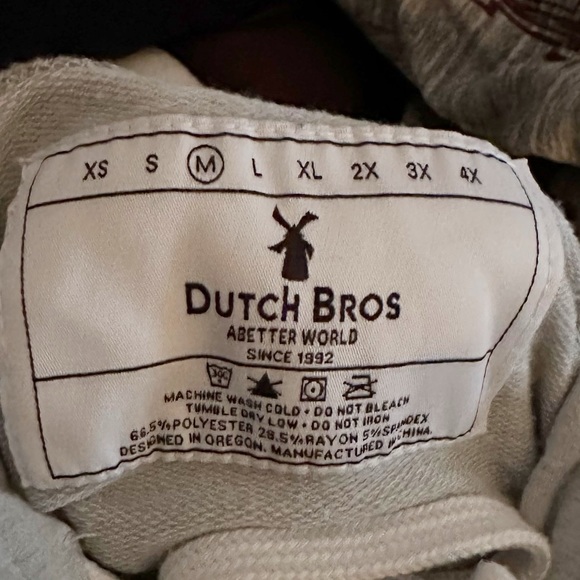 XS S M L XL 2X 3X 4X
DUTCH BROS
A BETTER WORLD
SINCE 1992
30C
MACHINE WASH COLD • DO NOT BLEACH
TUMBLE DRY LOW • DO NOT IRON
66.5% POLYESTER 28.5% RAYON 5% SPANDEX
DESIGNED IN OREGON. MANUFACTURED IN CHINA.